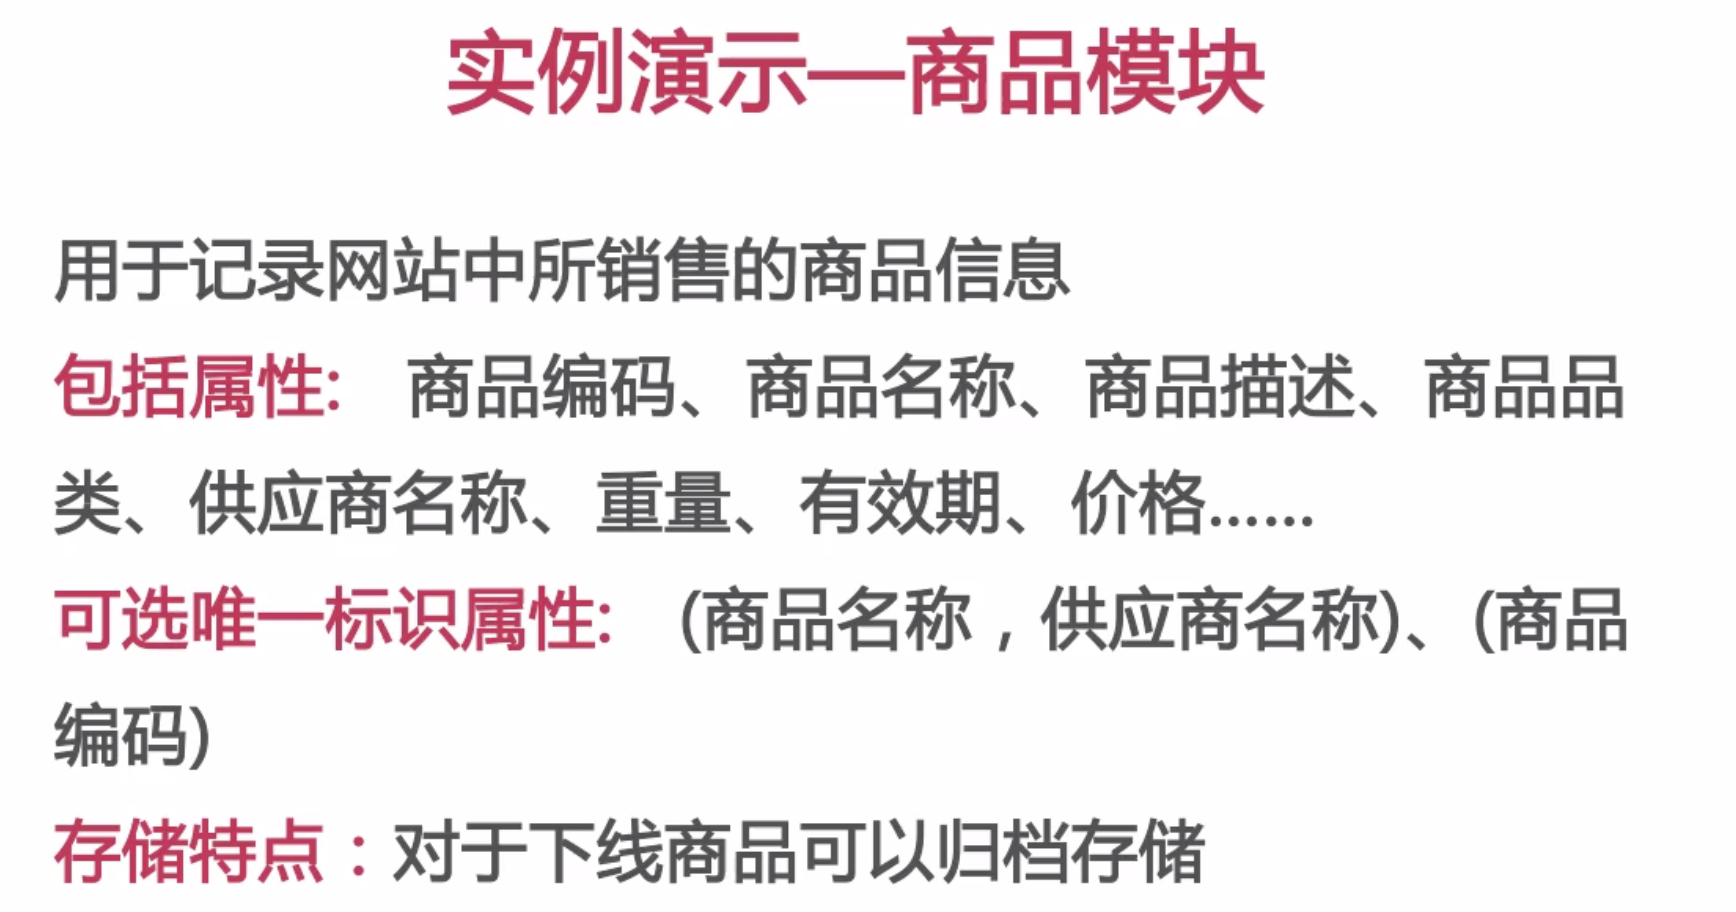 实例演示—商品模块
用于记录网站中所销售的商品信息
包括属性: 商品编码、商品名称、商品描述、商品品
类、供应商名称、重量、有效期、价格……
可选唯一标识属性: (商品名称，供应商名称)、(商品
编码)
存储特点：对于下线商品可以归档存储